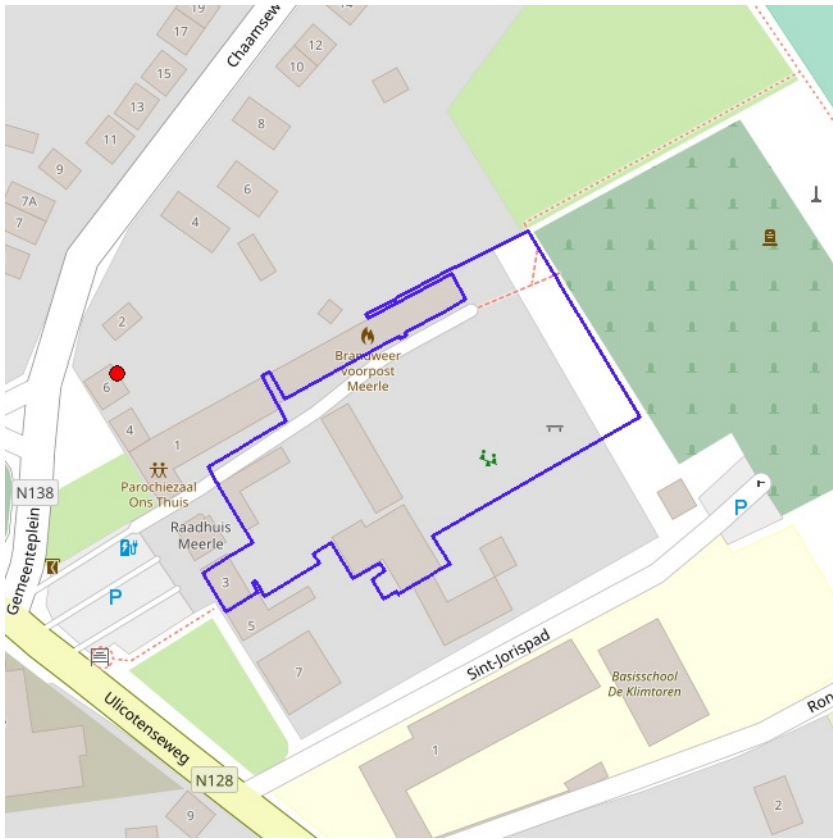 19
17
Chaamsew
15
13
11
9
7A
7
14
12
10
8
6
4
2
6
4
1
Brandweer
voorpost
Meerle
Parochiezaal
Ons Thuis
N138
Raadhuis
Meerle
P
Gemeenteplein
P
3
5
7
Sint-Jorispad
Basisschool
De Klimtoren
Ulicotenseweg
N128
Ron
1
9
2